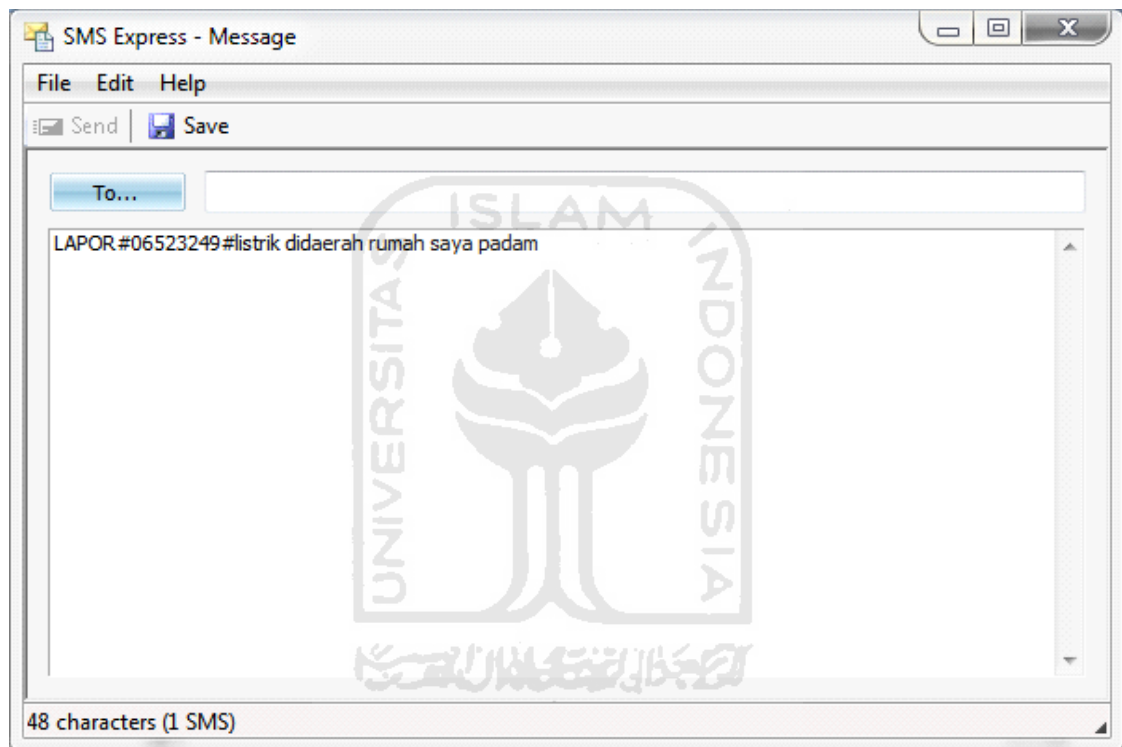 SMS Express - Message
File Edit Help
Send Save
To...
LAPOR#06523249#listrik didaerah rumah saya padam
UNIVERSITAS
ISLAM
INDONESIA
48 characters (1 SMS)